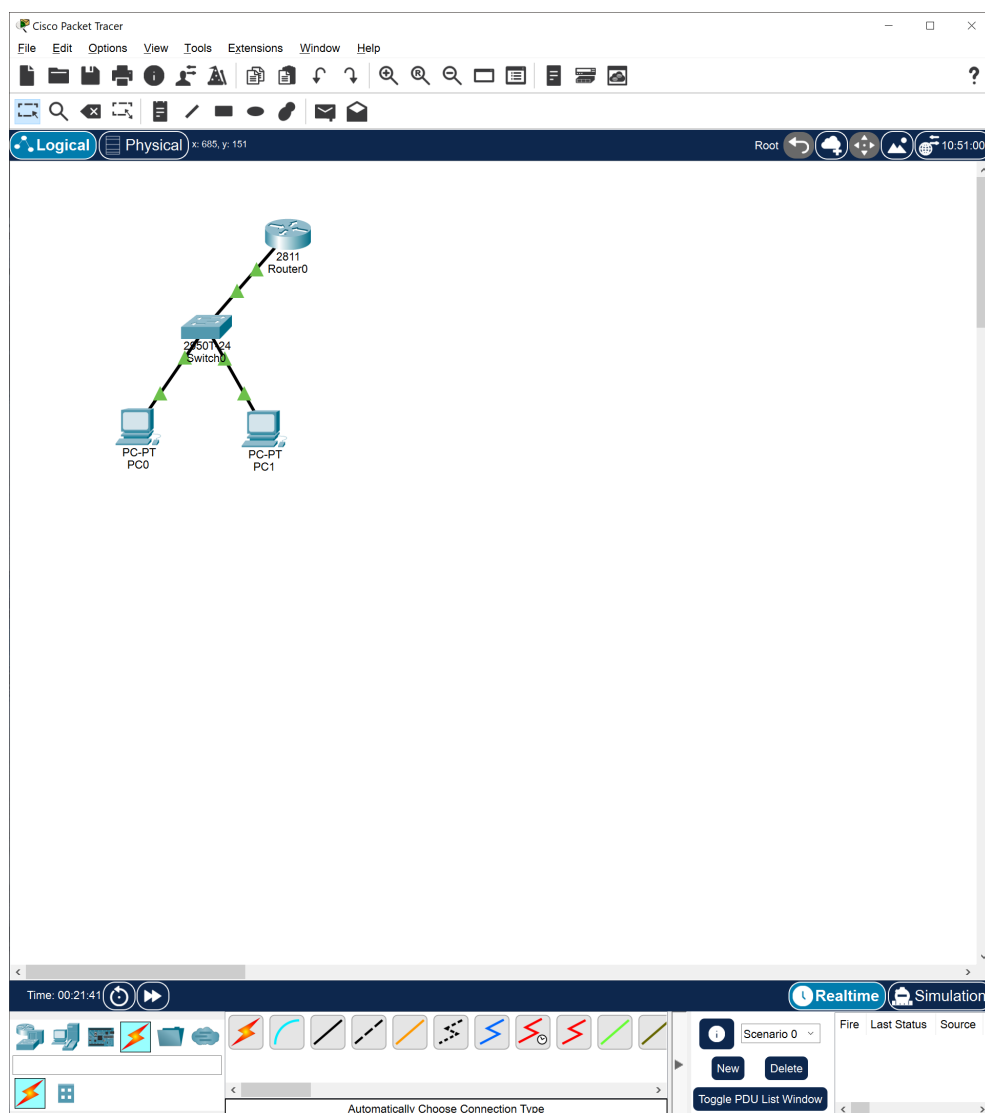 Cisco Packet Tracer
File Edit Options View Tools Extensions Window Help
?
Logical Physical x: 685, y: 151 Root 10:51:00
2811
Router0
2950T-24
Switch0
PC-PT
PC0
PC-PT
PC1
Time: 00:21:41 Realtime Simulation
Scenario 0
New Delete
Toggle PDU List Window
Fire Last Status Source
Automatically Choose Connection Type